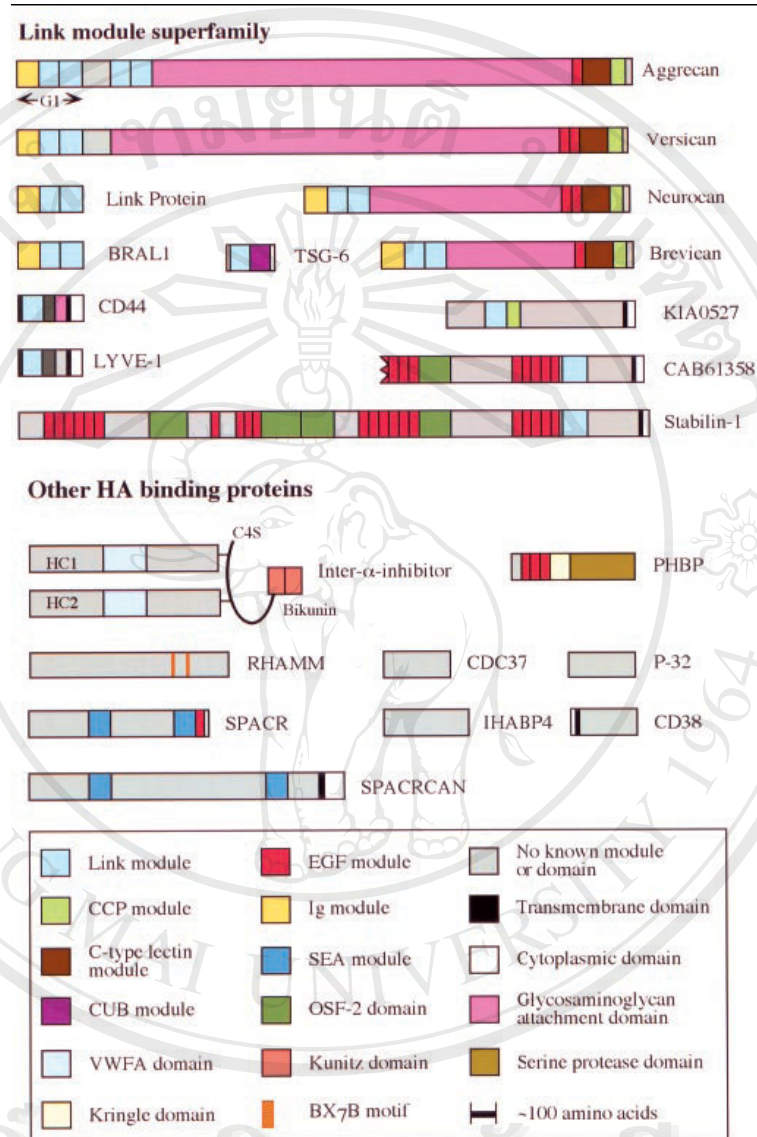 Link module superfamily
Aggrecan
G1
Versican
Link Protein
Neurocan
BRAL1
TSG-6
Brevican
CD44
KIA0527
LYVE-1
CAB61358
Stabilin-1
Other HA binding proteins
C4S
HC1
Inter-α-inhibitor
PHBP
HC2
Bikunin
RHAMM
CDC37
P-32
SPACR
IHABP4
CD38
SPACRCAN
Link module
EGF module
No known module
or domain
CCP module
Ig module
Transmembrane domain
C-type lectin
module
SEA module
Cytoplasmic domain
CUB module
OSF-2 domain
Glycosaminoglycan
attachment domain
VWFA domain
Kunitz domain
Serine protease domain
Kringle domain
BX7B motif
~100 amino acids
MAI UNIVERSITY 1964